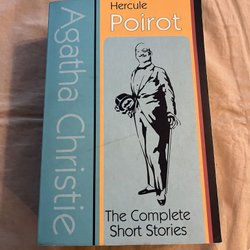 Agatha Christie
Hercule
Poirot
The Complete
Short Stories